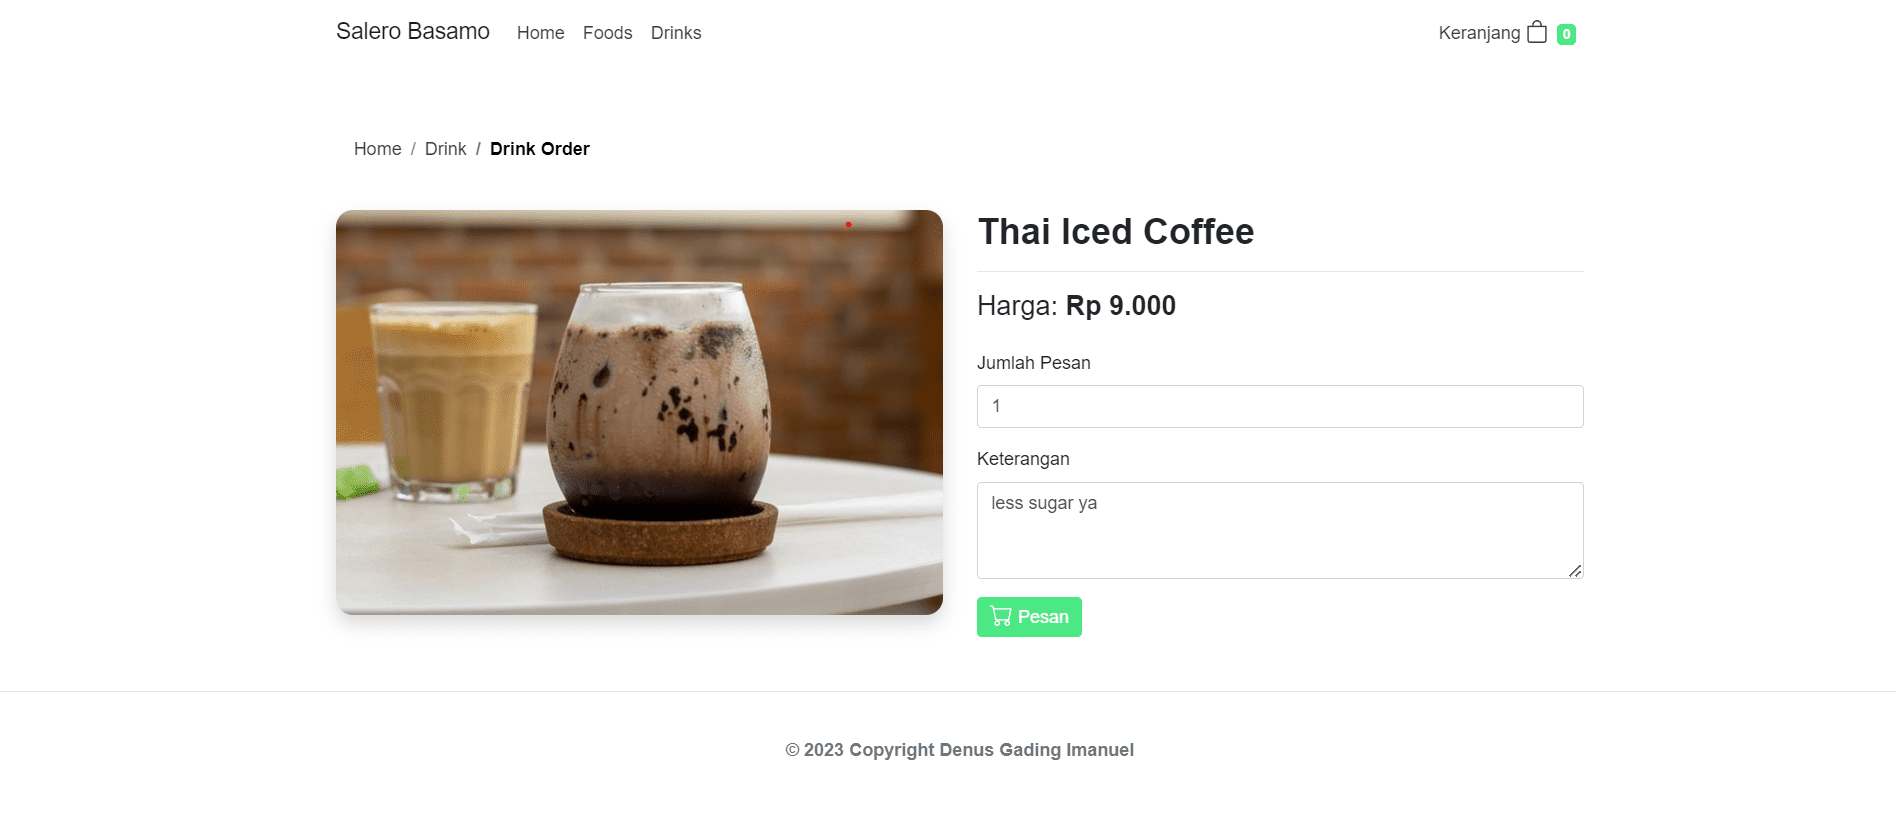 Salero Basamo Home Foods Drinks Keranjang 0
Home / Drink / Drink Order
Thai Iced Coffee
Harga: Rp 9.000
Jumlah Pesan
1
Keterangan
less sugar ya
Pesan
© 2023 Copyright Denus Gading Imanuel